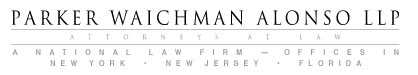 PARKER WAICHMAN ALONSO LLP
ATTORNEYS AT LAW
A NATIONAL LAW FIRM — OFFICES IN
NEW YORK · NEW JERSEY · FLORIDA